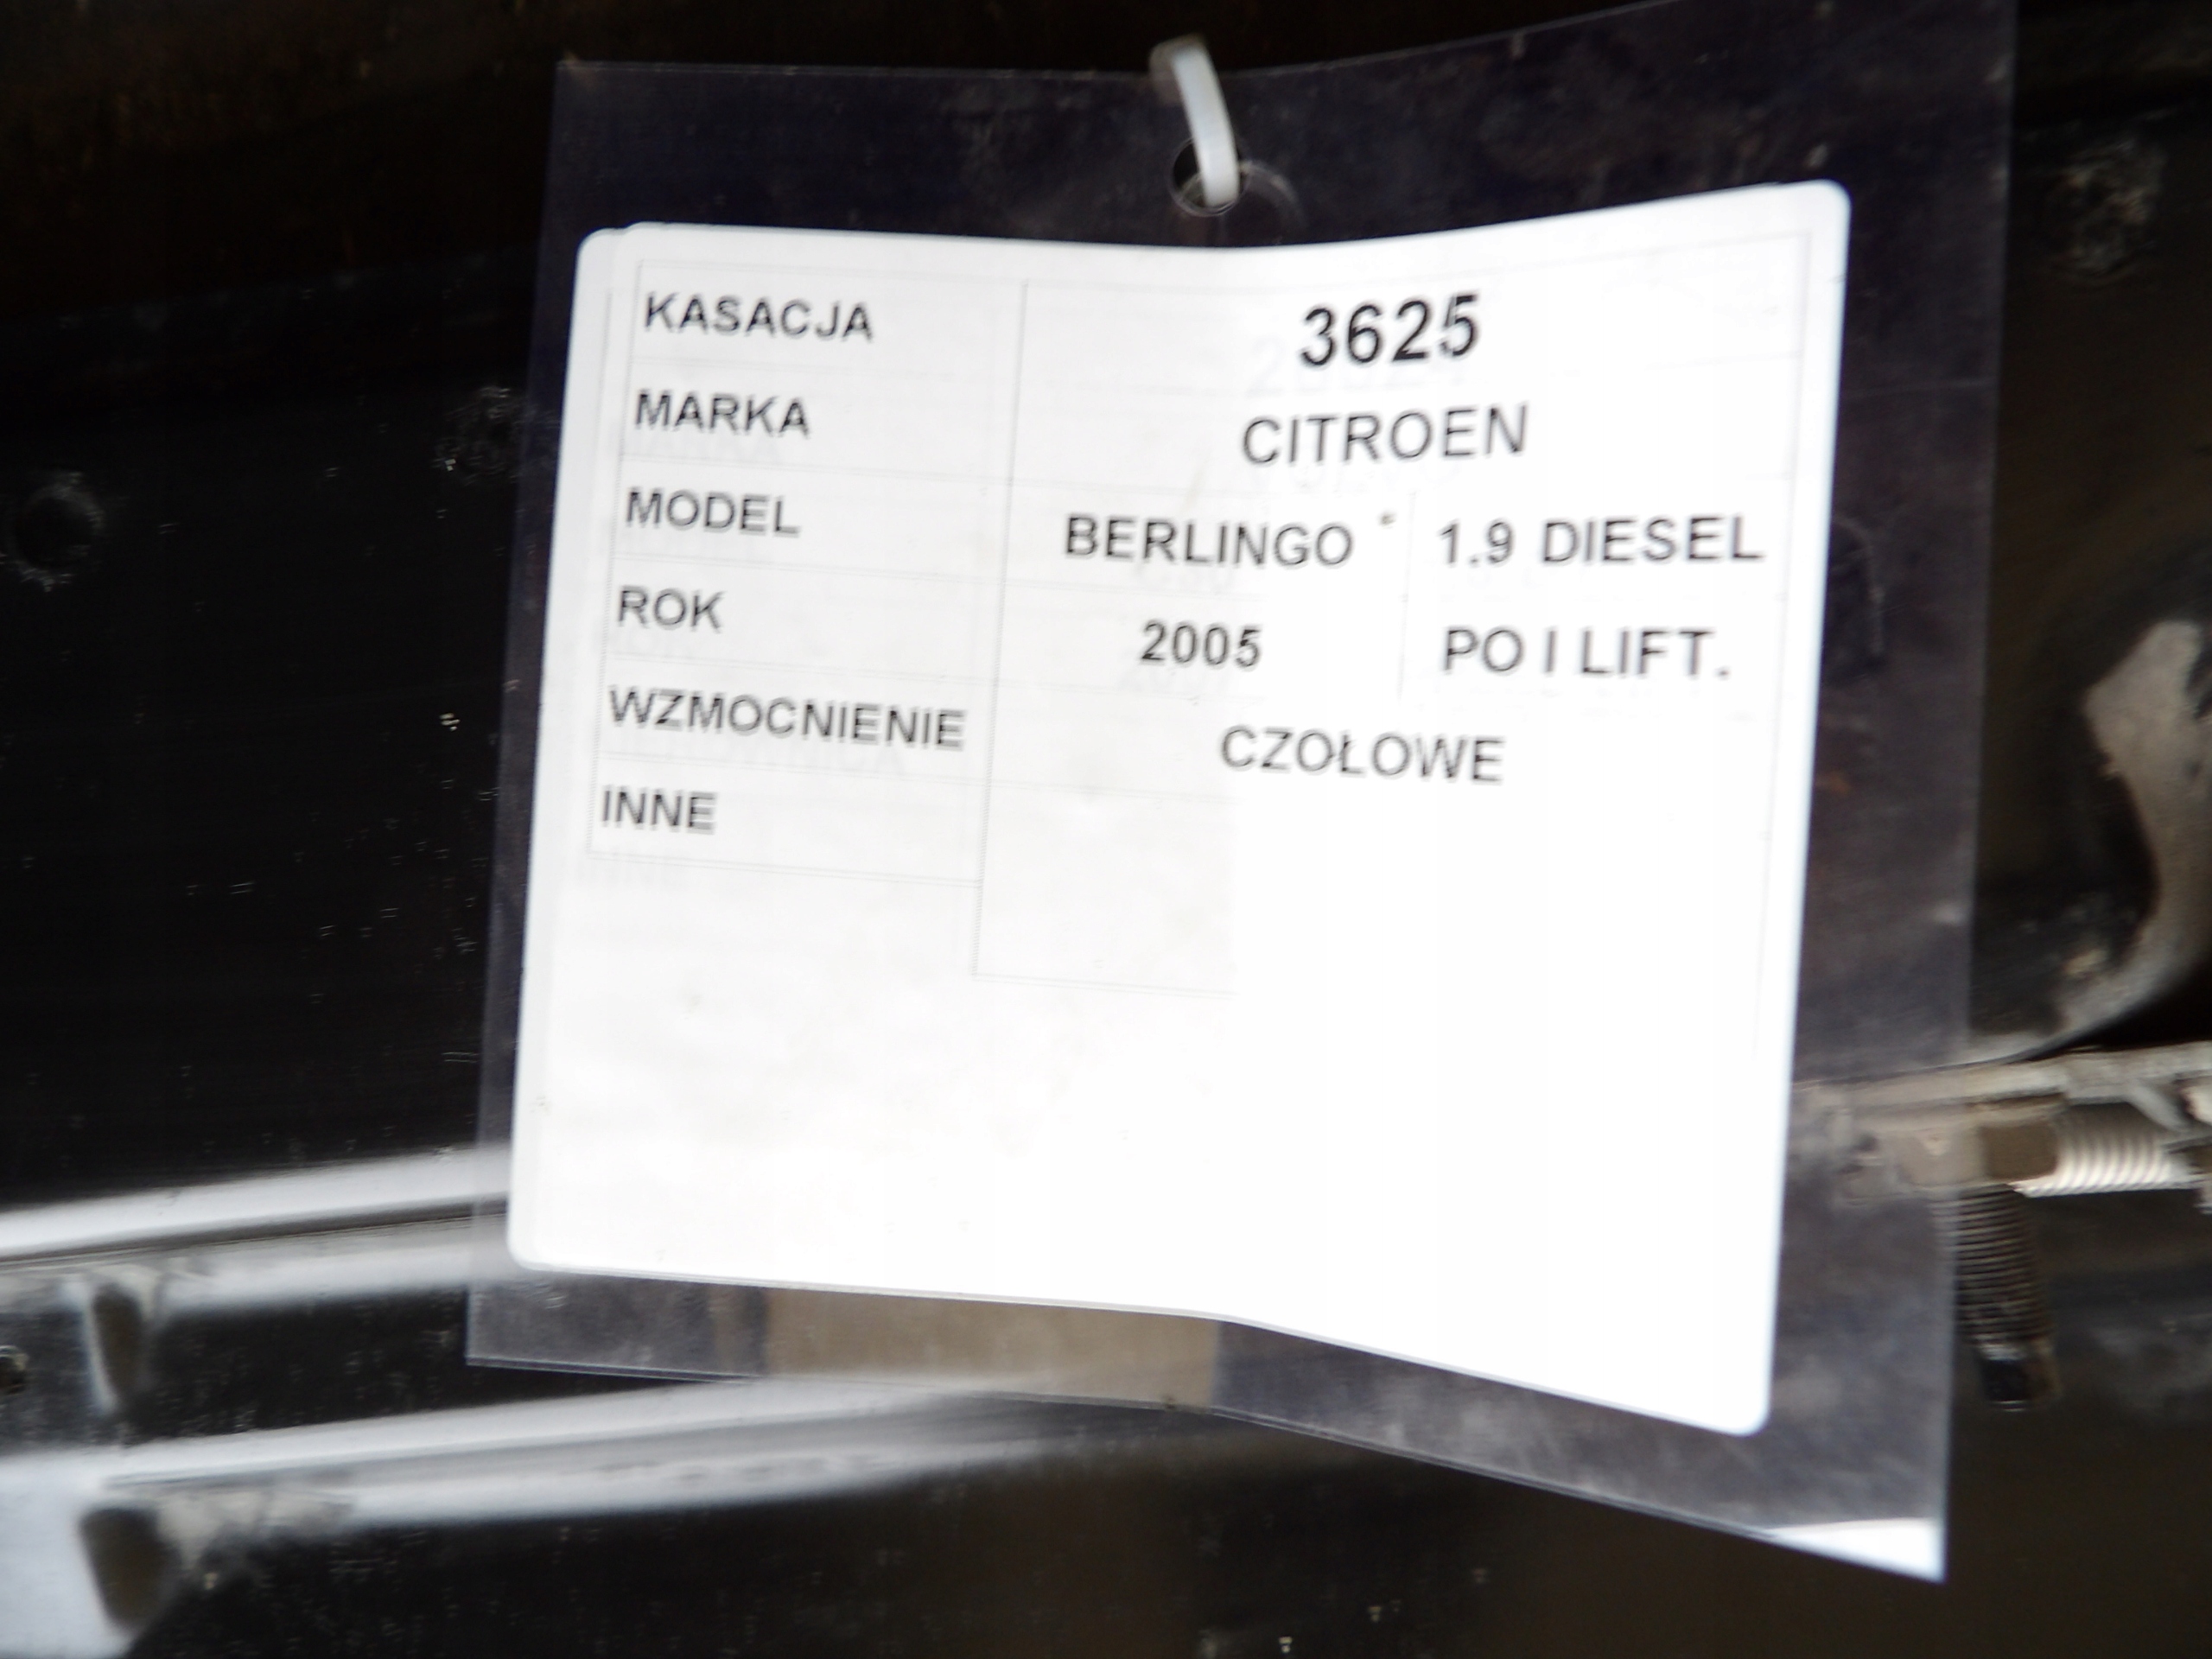 KASACJA 3625
MARKA CITROEN
MODEL BERLINGO 1.9 DIESEL
ROK 2005 PO I LIFT.
WZMOCNIENIE CZOŁOWE
INNE